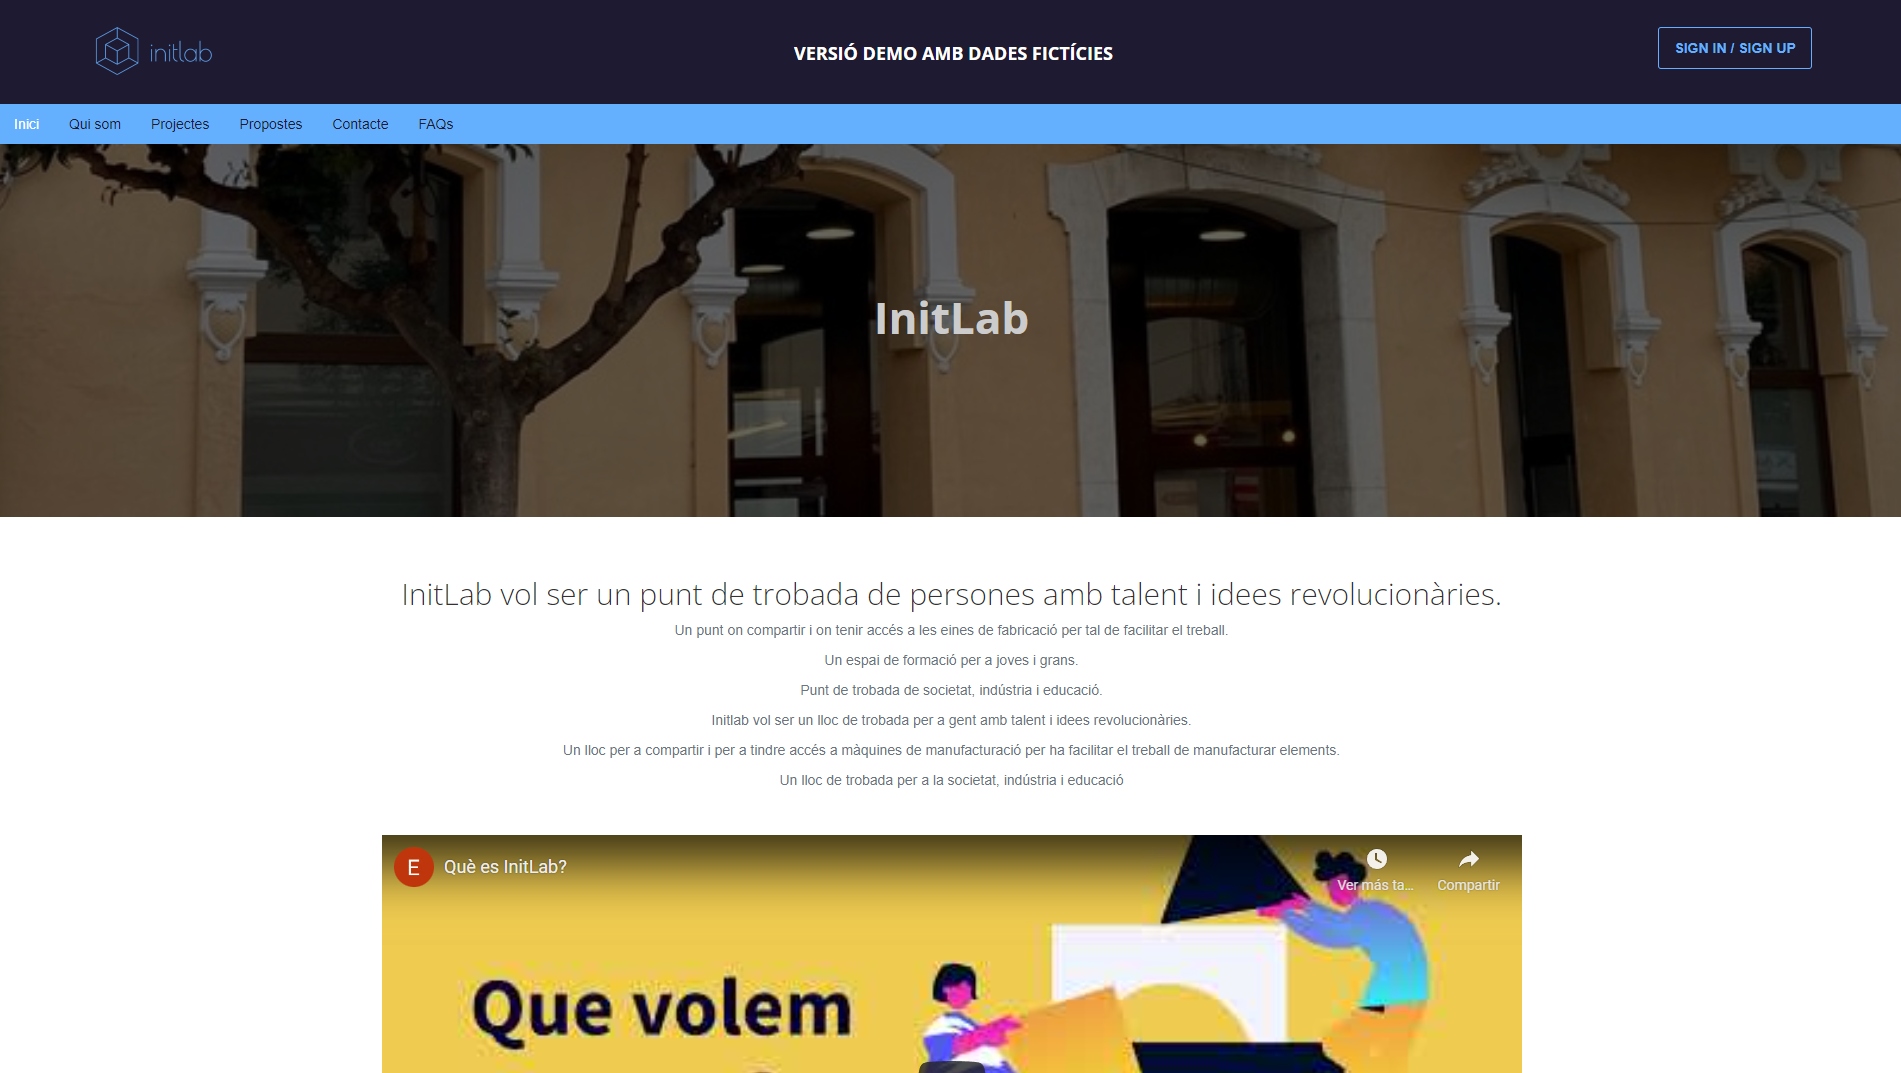 initlab
VERSIÓ DEMO AMB DADES FICTÍCIES
SIGN IN / SIGN UP
Inici
Qui som
Projectes
Propostes
Contacte
FAQs
InitLab
InitLab vol ser un punt de trobada de persones amb talent i idees revolucionàries.
Un punt on compartir i on tenir accés a les eines de fabricació per tal de facilitar el treball.
Un espai de formació per a joves i grans.
Punt de trobada de societat, indústria i educació.
Initlab vol ser un lloc de trobada per a gent amb talent i idees revolucionàries.
Un lloc per a compartir i per a tindre accés a màquines de manufacturació per ha facilitar el treball de manufacturar elements.
Un lloc de trobada per a la societat, indústria i educació
E
Què es InitLab?
Ver más ta...
Compartir
Que volem